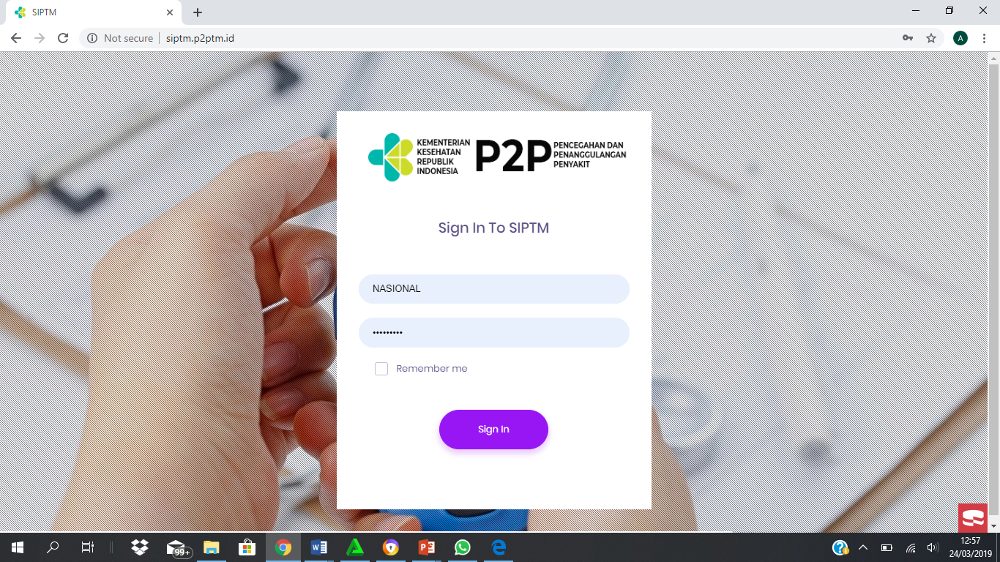 SIPTM
Not secure
siptm.p2ptm.id
A
KEMENTERIAN
KESEHATAN
REPUBLIK
INDONESIA
P2P
PENCEGAHAN DAN
PENANGGULANGAN
PENYAKIT
Sign In To SIPTM
NASIONAL
•••••••••
Remember me
Sign In
99+
12:57
24/03/2019